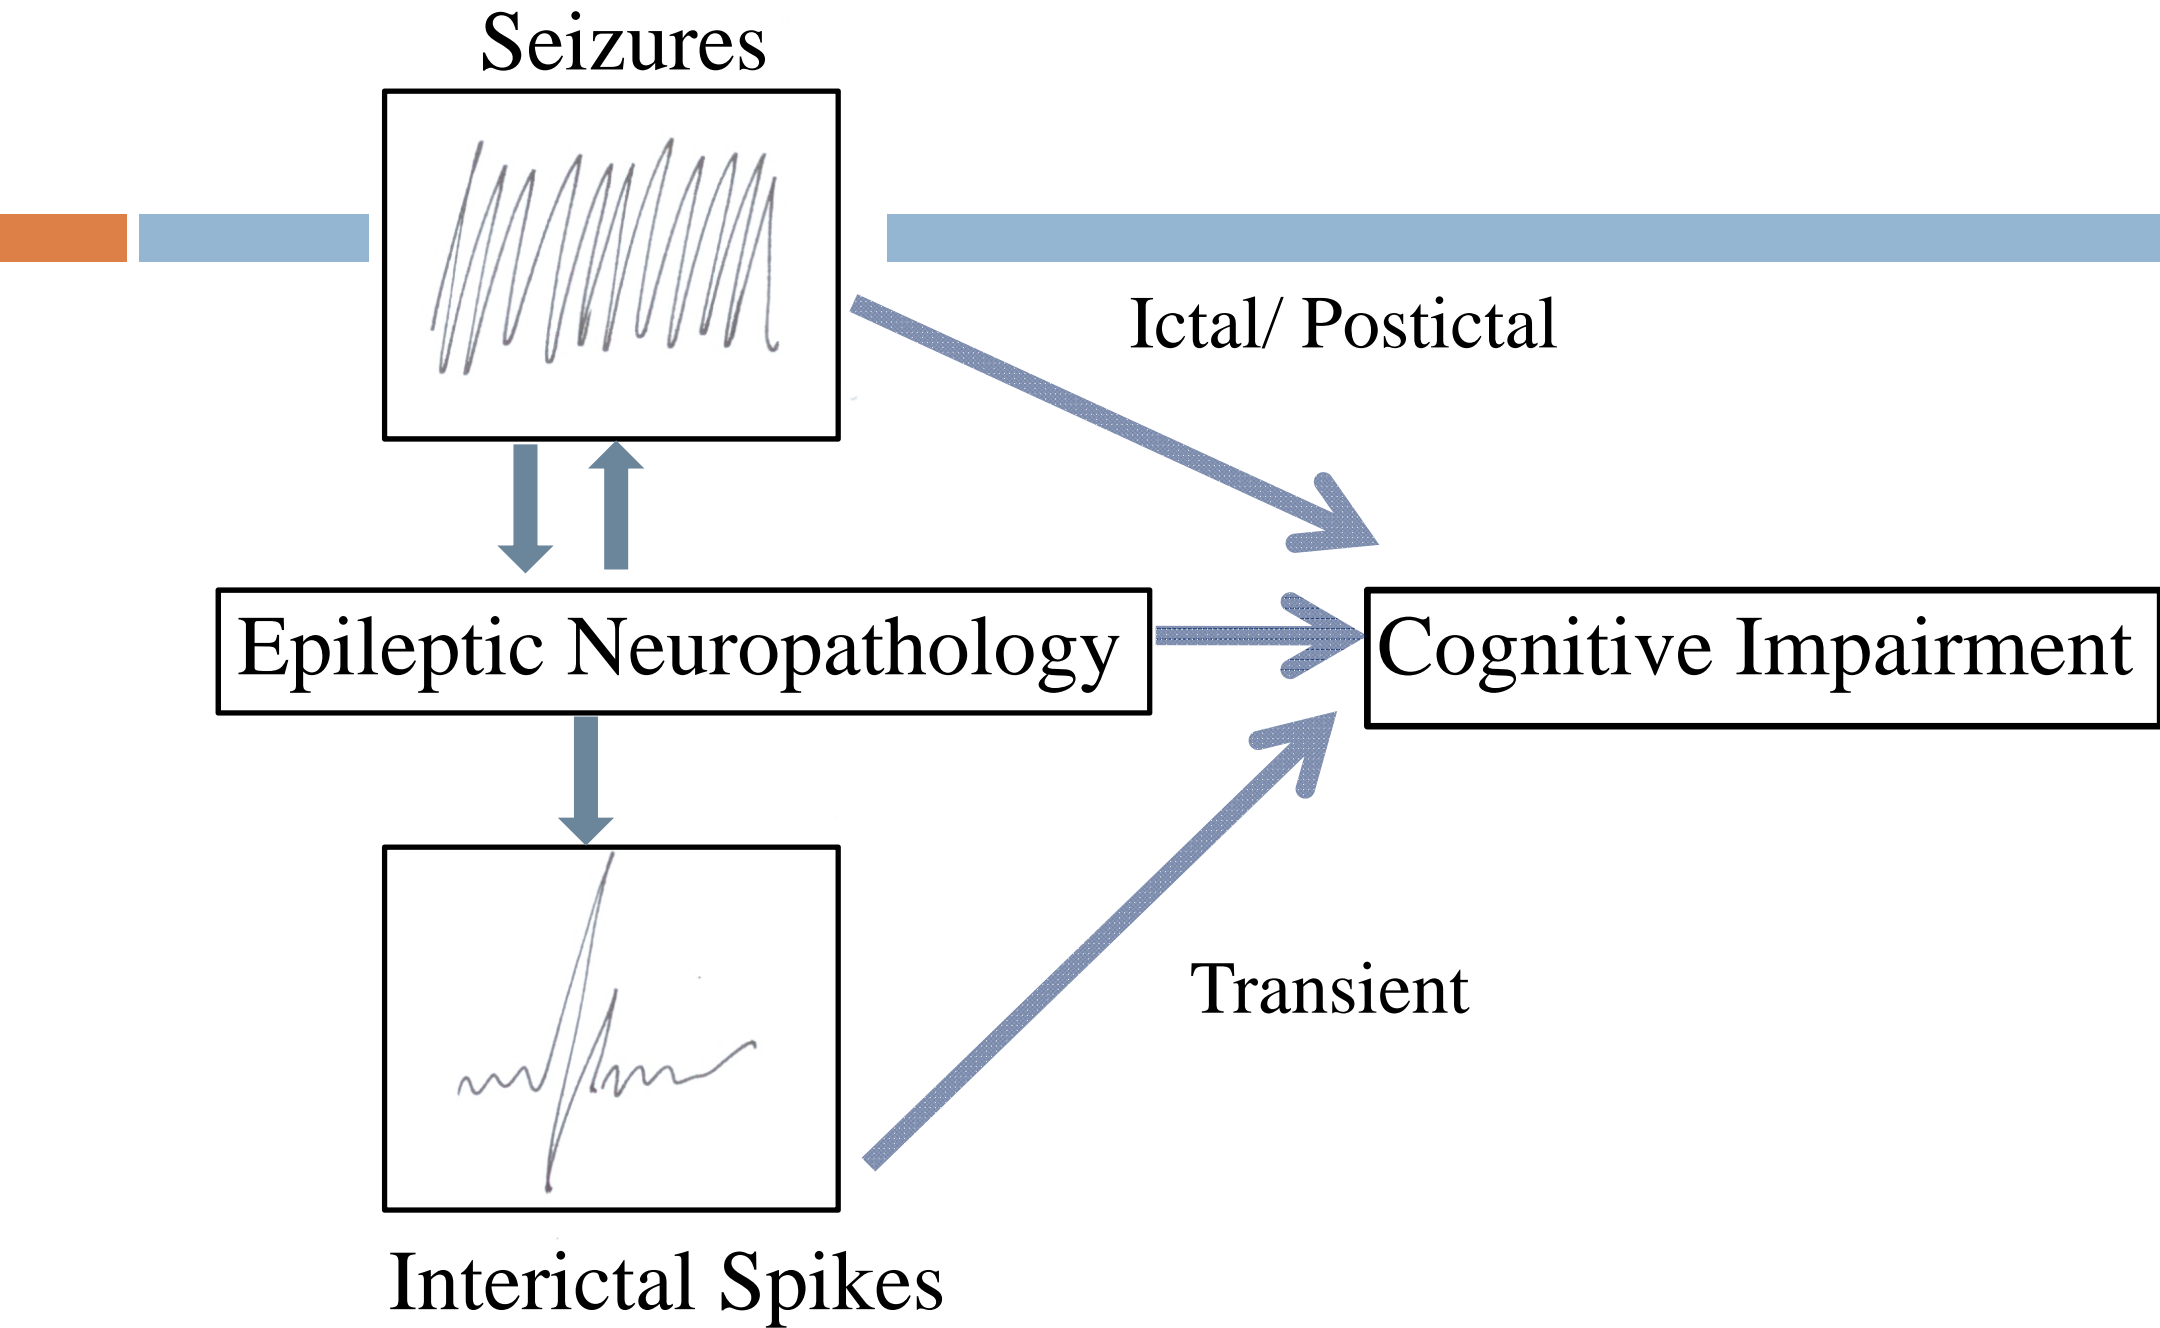 Seizures
Ictal/ Postictal
Epileptic Neuropathology
Cognitive Impairment
Transient
Interictal Spikes